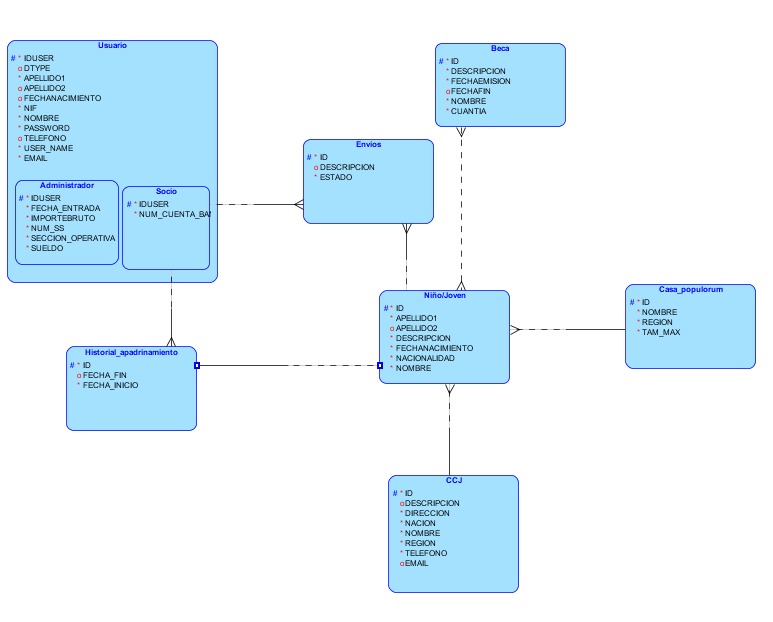 Usuario
# * IDUSER
o DTYPE
* APELLIDO1
o APELLIDO2
o FECHANACIMIENTO
* NIF
* NOMBRE
* PASSWORD
o TELEFONO
* USER_NAME
* EMAIL
Administrador
# * IDUSER
* FECHA_ENTRADA
* IMPORTEBRUTO
* NUM_SS
* SECCION_OPERATIVA
* SUELDO
Socio
# * IDUSER
* NUM_CUENTA_BAN
Envios
# * ID
o DESCRIPCION
* ESTADO
Beca
# * ID
* DESCRIPCION
* FECHAEMISION
o FECHAFIN
* NOMBRE
* CUANTIA
Niño/Joven
# * ID
* APELLIDO1
o APELLIDO2
* DESCRIPCION
* FECHANACIMIENTO
* NACIONALIDAD
* NOMBRE
Casa_populorum
# * ID
* NOMBRE
* REGION
* TAM_MAX
Historial_apadrinamiento
# * ID
o FECHA_FIN
* FECHA_INICIO
CCJ
# * ID
o DESCRIPCION
* DIRECCION
* NACION
* NOMBRE
* REGION
* TELEFONO
o EMAIL